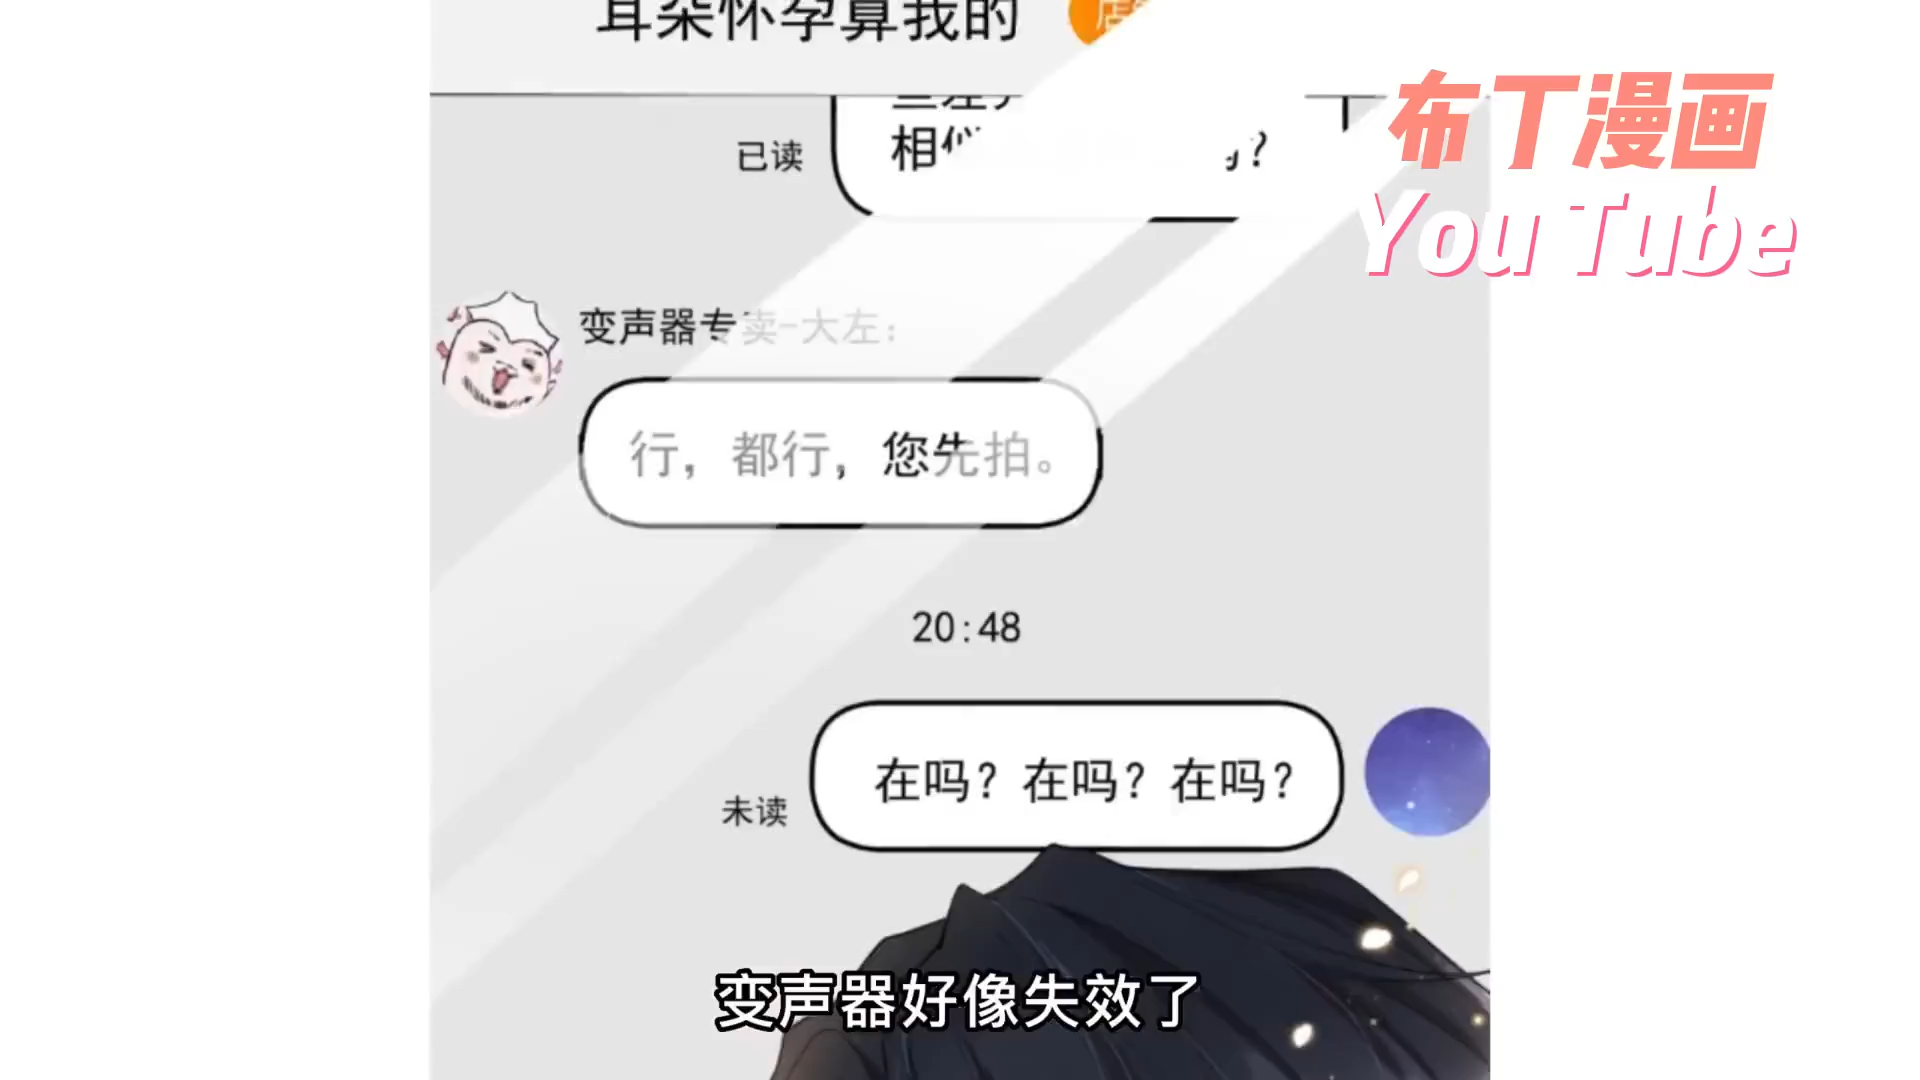 耳朵怀孕算我的
布丁漫画
YouTube
相似
?
已读
变声器专卖-大左:
行，都行，您先拍。
20:48
在吗？在吗？在吗？
未读
变声器好像失效了